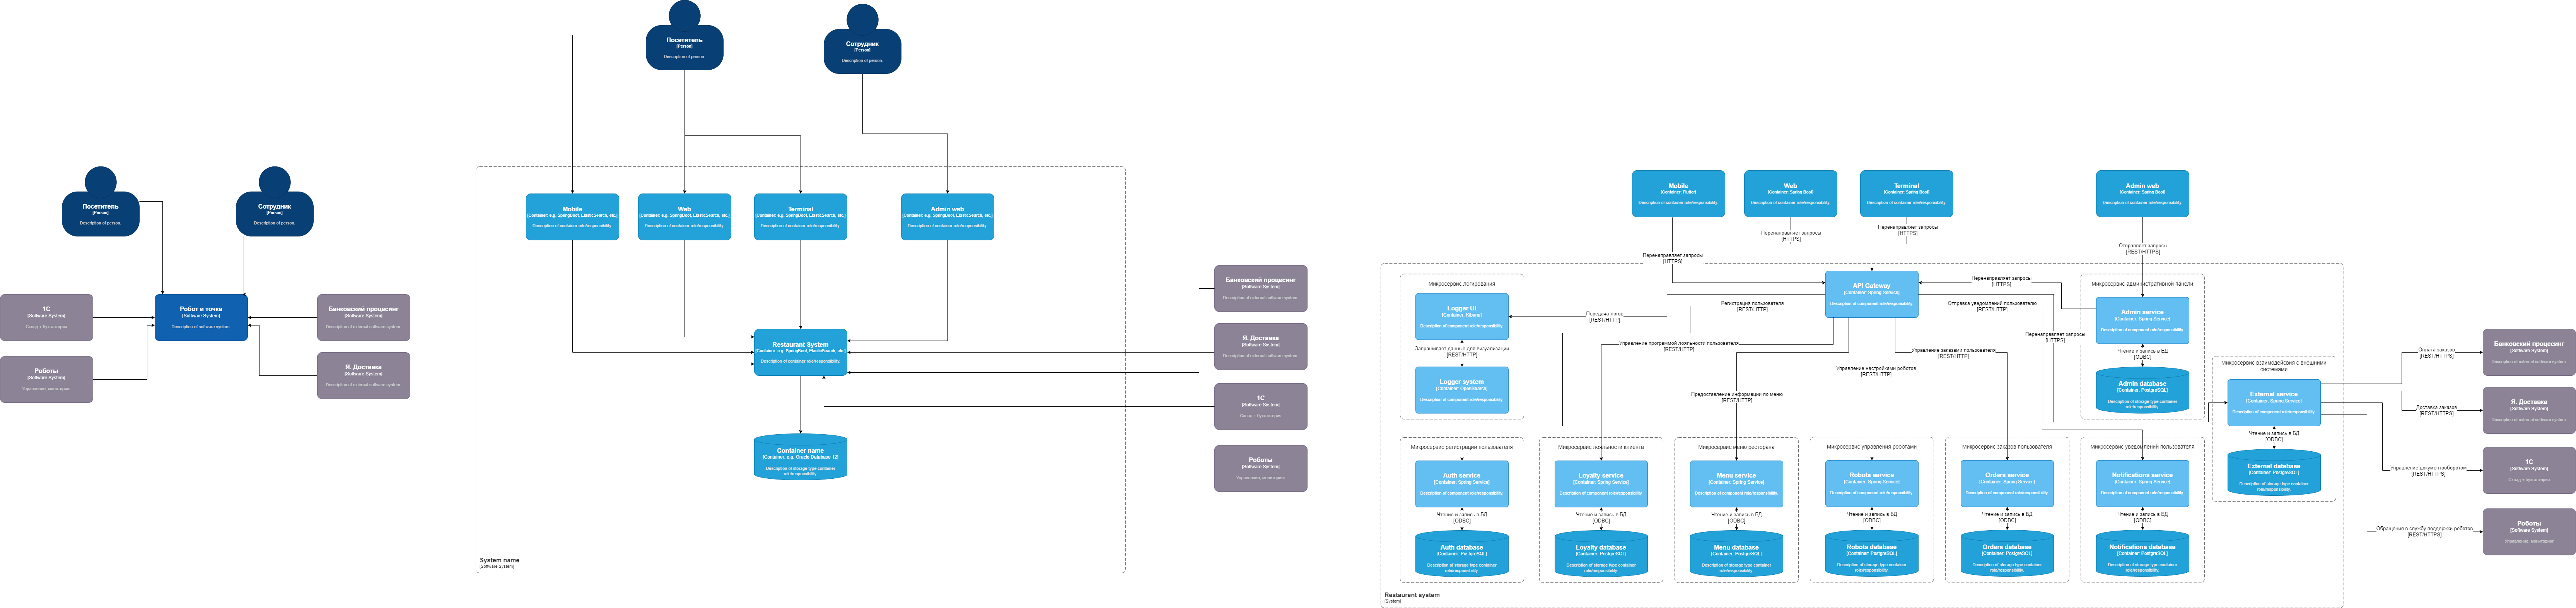 Посетитель
[Person]
Description of person.
Сотрудник
[Person]
Description of person.
1С
[Software System]
Склад + бухгалтерия
Роботы
[Software System]
Управление, мониторинг
Робот и точка
[Software System]
Description of software system.
Банковский процесинг
[Software System]
Description of external software system.
Я. Доставка
[Software System]
Description of external software system.
Посетитель
[Person]
Description of person.
Сотрудник
[Person]
Description of person.
Mobile
[Container: e.g. SpringBoot, ElasticSearch, etc.]
Description of container role/responsibility.
Web
[Container: e.g. SpringBoot, ElasticSearch, etc.]
Description of container role/responsibility.
Terminal
[Container: e.g. SpringBoot, ElasticSearch, etc.]
Description of container role/responsibility.
Admin web
[Container: e.g. SpringBoot, ElasticSearch, etc.]
Description of container role/responsibility.
Restaurant System
[Container: e.g. SpringBoot, ElasticSearch, etc.]
Description of container role/responsibility.
Container name
[Container: e.g. Oracle Database 12]
Description of storage type container
role/responsibility.
System name
[Software System]
Банковский процесинг
[Software System]
Description of external software system.
Я. Доставка
[Software System]
Description of external software system.
1С
[Software System]
Склад + бухгалтерия
Роботы
[Software System]
Управление, мониторинг
Mobile
[Container: Flutter]
Description of container role/responsibility.
Web
[Container: Spring Boot]
Description of container role/responsibility.
Terminal
[Container: Spring Boot]
Description of container role/responsibility.
Admin web
[Container: Spring Boot]
Description of container role/responsibility.
Перенаправляет запросы
[HTTPS]
Перенаправляет запросы
[HTTPS]
Перенаправляет запросы
[HTTPS]
Отправляет запросы
[REST/HTTPS]
Микросервис логирования
Logger UI
[Container: Kibana]
Description of component role/responsibility.
Запрашивает данные для визуализации
[REST/HTTP]
Logger system
[Container: OpenSearch]
Description of component role/responsibility.
API Gateway
[Container: Spring Service]
Description of component role/responsibility.
Перенаправляет запросы
[HTTPS]
Микросервис административной панели
Admin service
[Container: Spring Service]
Description of component role/responsibility.
Чтение и запись в БД
[ODBC]
Admin database
[Container: PostgreSQL]
Description of storage type container
role/responsibility.
Передача логов
[REST/HTTP]
Регистрация пользователя
[REST/HTTP]
Отправка уведомлений пользователю
[REST/HTTP]
Перенаправляет запросы
[HTTPS]
Управление программой лояльности пользователя
[REST/HTTP]
Управление заказами пользователя
[REST/HTTP]
Управление настройками роботов
[REST/HTTP]
Предоставление информации по меню
[REST/HTTP]
Микросервис взаимодейсвия с внешними
системами
External service
[Container: Spring Service]
Description of component role/responsibility.
Чтение и запись в БД
[ODBC]
External database
[Container: PostgreSQL]
Description of storage type container
role/responsibility.
Микросервис регистрации пользователя
Auth service
[Container: Spring Service]
Description of component role/responsibility.
Чтение и запись в БД
[ODBC]
Auth database
[Container: PostgreSQL]
Description of storage type container
role/responsibility.
Микросервис лояльности клиента
Loyalty service
[Container: Spring Service]
Description of component role/responsibility.
Чтение и запись в БД
[ODBC]
Loyalty database
[Container: PostgreSQL]
Description of storage type container
role/responsibility.
Микросервис меню ресторана
Menu service
[Container: Spring Service]
Description of component role/responsibility.
Чтение и запись в БД
[ODBC]
Menu database
[Container: PostgreSQL]
Description of storage type container
role/responsibility.
Микросервис управления роботами
Robots service
[Container: Spring Service]
Description of component role/responsibility.
Чтение и запись в БД
[ODBC]
Robots database
[Container: PostgreSQL]
Description of storage type container
role/responsibility.
Микросервис заказов пользователя
Orders service
[Container: Spring Service]
Description of component role/responsibility.
Чтение и запись в БД
[ODBC]
Orders database
[Container: PostgreSQL]
Description of storage type container
role/responsibility.
Микросервис уведомлений пользователя
Notifications service
[Container: Spring Service]
Description of component role/responsibility.
Чтение и запись в БД
[ODBC]
Notifications database
[Container: PostgreSQL]
Description of storage type container
role/responsibility.
Restaurant system
[System]
Оплата заказов
[REST/HTTPS]
Доставка заказов
[REST/HTTPS]
Управление документооборотом
[REST/HTTPS]
Обращения в службу поддержки роботов
[REST/HTTPS]
Банковский процесинг
[Software System]
Description of external software system.
Я. Доставка
[Software System]
Description of external software system.
1С
[Software System]
Склад + бухгалтерия
Роботы
[Software System]
Управление, мониторинг